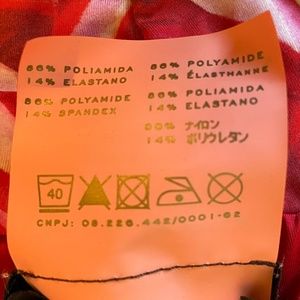 86% POLIAMIDA
14% ELASTANO
86% POLYAMIDE
14% SPANDEX
86% POLYAMIDE
14% ÉLASTHANNE
86% POLIAMIDA
14% ELASTANO
86% ナイロン
14% ポリウレタン
40
CNPJ: 08.226.442/0001-62